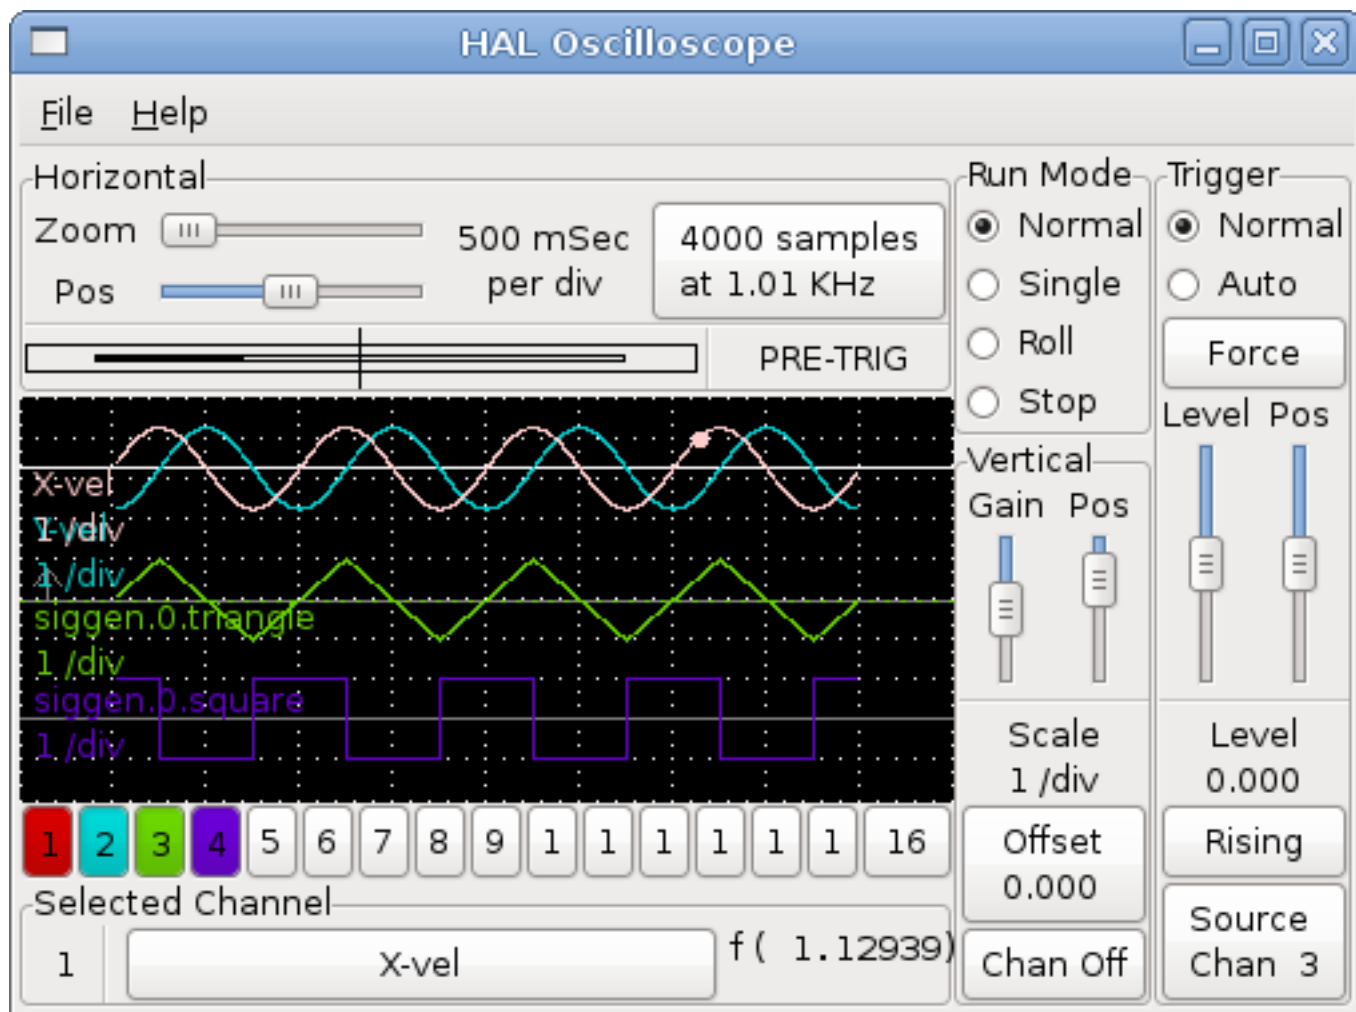 HAL Oscilloscope
File Help
Horizontal
Zoom
Pos
500 mSec
per div
4000 samples
at 1.01 KHz
PRE-TRIG
Run Mode
Normal
Single
Roll
Stop
Trigger
Normal
Auto
Force
Level Pos
X-vel
Y-vel
1 /div
1 /div
siggen.0.triangle
1 /div
siggen.0.square
1 /div
Vertical
Gain Pos
Scale
1 /div
Offset
0.000
Chan Off
Level
0.000
Rising
Source
Chan 3
1 2 3 4 5 6 7 8 9 1 1 1 1 1 1 16
Selected Channel
1 X-vel f( 1.12939)